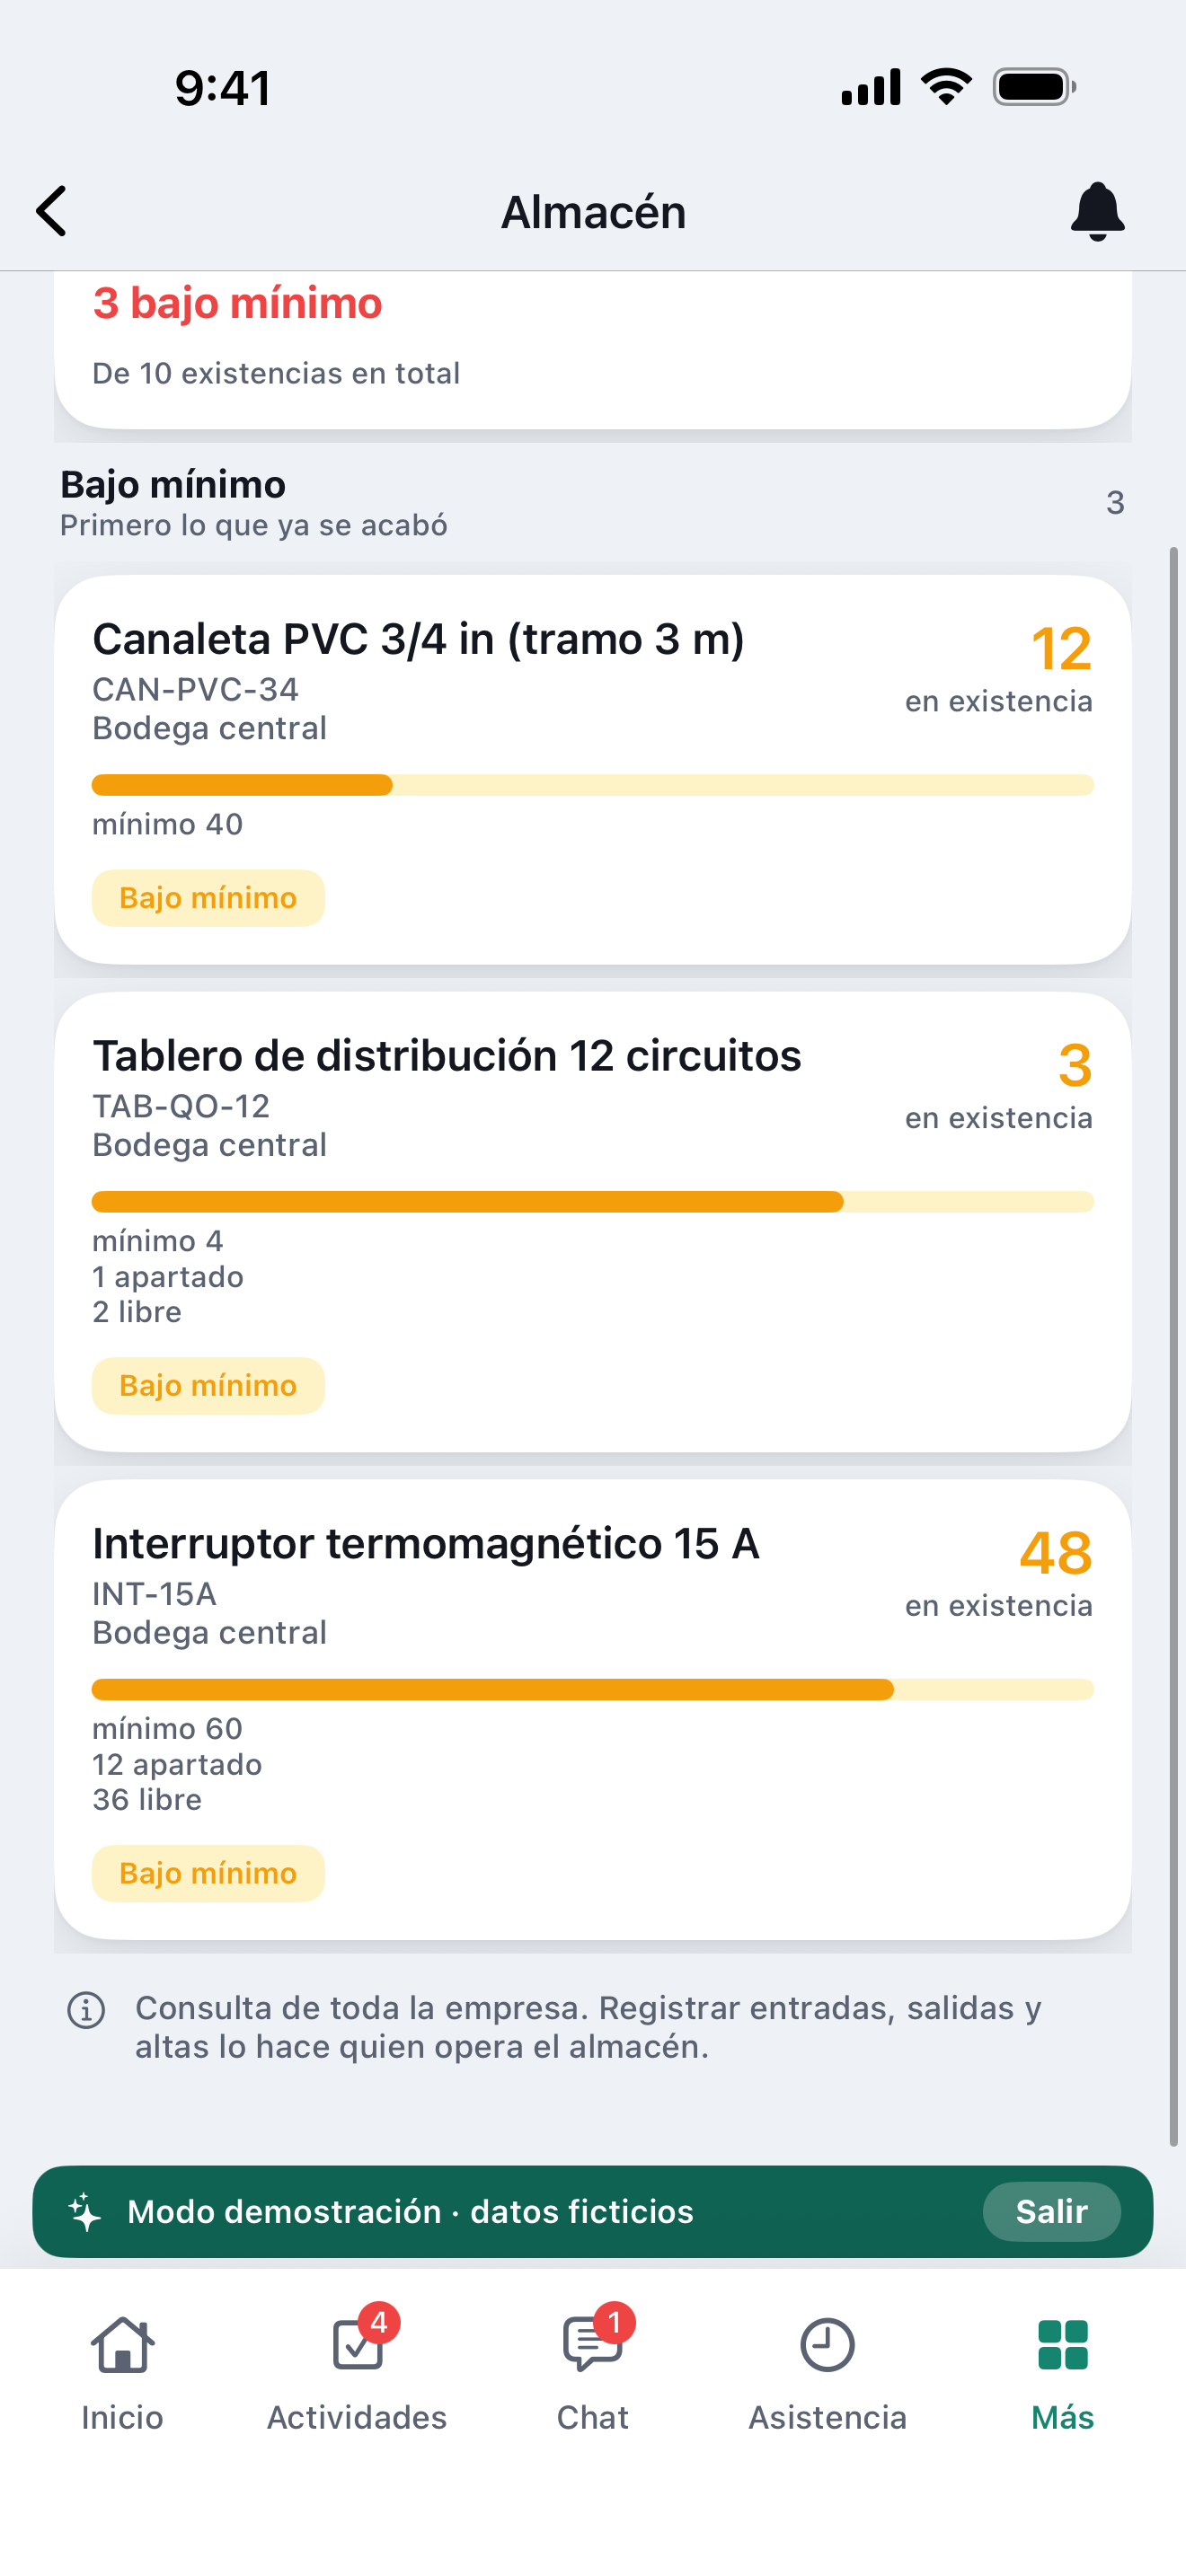 9:41
Almacén
3 bajo mínimo
De 10 existencias en total
Bajo mínimo
3
Primero lo que ya se acabó
Canaleta PVC 3/4 in (tramo 3 m)
12
CAN-PVC-34
en existencia
Bodega central
mínimo 40
Bajo mínimo
Tablero de distribución 12 circuitos
3
TAB-QO-12
en existencia
Bodega central
mínimo 4
1 apartado
2 libre
Bajo mínimo
Interruptor termomagnético 15 A
48
INT-15A
en existencia
Bodega central
mínimo 60
12 apartado
36 libre
Bajo mínimo
Consulta de toda la empresa. Registrar entradas, salidas y
altas lo hace quien opera el almacén.
Modo demostración · datos ficticios
Salir
4
1
Inicio
Actividades
Chat
Asistencia
Más